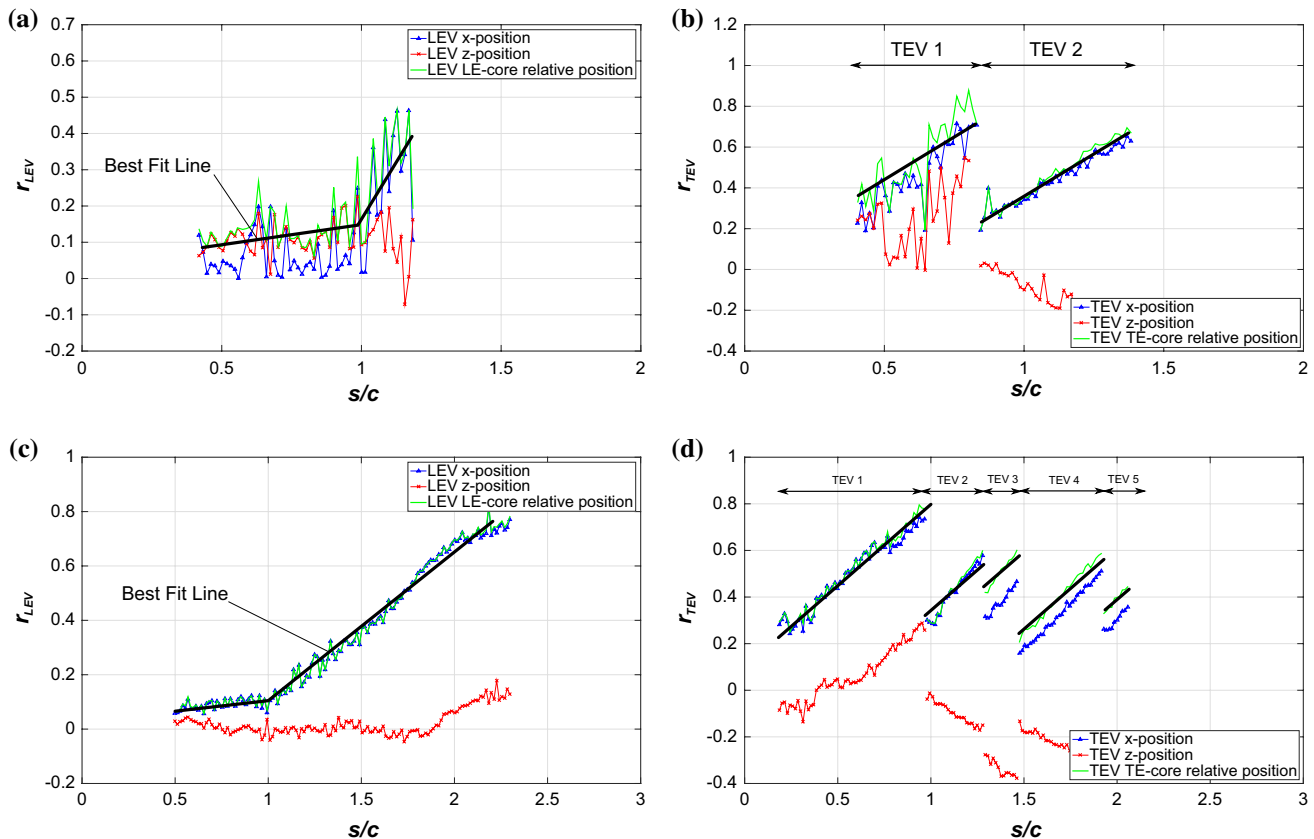 (a)
0.7
0.6
0.5
0.4
0.3
0.2
0.1
0
-0.1
-0.2
r_LEV
LEV x-position
LEV z-position
LEV LE-core relative position
Best Fit Line
0
0.5
1
1.5
2
s/c
(b)
1.2
1
0.8
0.6
0.4
0.2
0
-0.2
-0.4
r_TEV
TEV 1
TEV 2
TEV x-position
TEV z-position
TEV TE-core relative position
0
0.5
1
1.5
2
s/c
(c)
1
0.8
0.6
0.4
0.2
0
-0.2
r_LEV
LEV x-position
LEV z-position
LEV LE-core relative position
Best Fit Line
0
0.5
1
1.5
2
2.5
3
s/c
(d)
1
0.8
0.6
0.4
0.2
0
-0.2
-0.4
r_TEV
TEV 1
TEV 2
TEV 3
TEV 4
TEV 5
TEV x-position
TEV z-position
TEV TE-core relative position
0
0.5
1
1.5
2
2.5
3
s/c